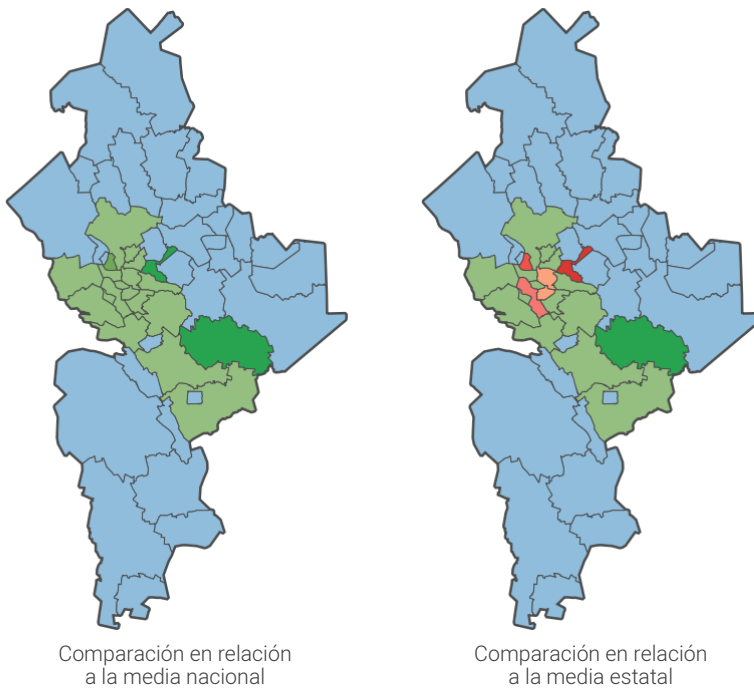 Comparación en relación
a la media nacional
Comparación en relación
a la media estatal